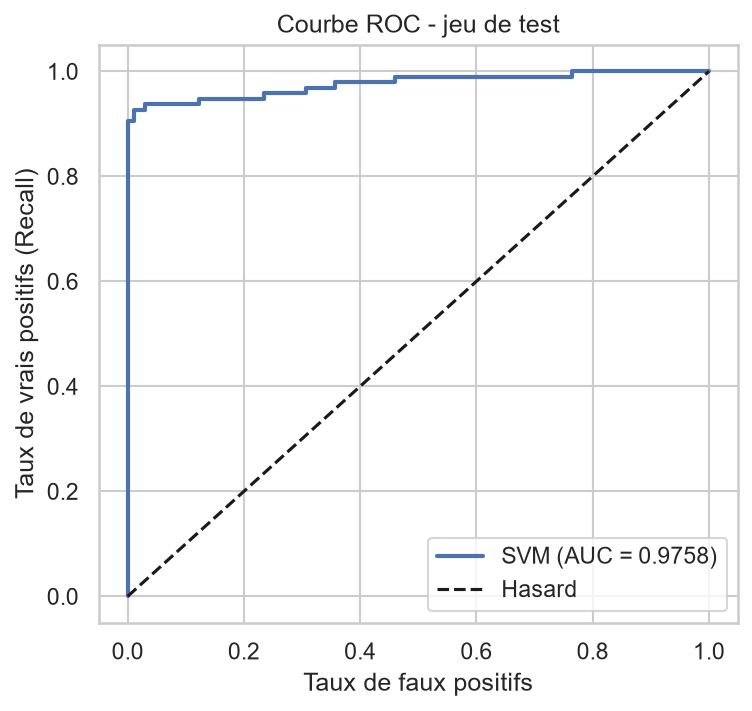 Courbe ROC - jeu de test
Taux de vrais positifs (Recall)
1.0
0.8
0.6
0.4
0.2
0.0
SVM (AUC = 0.9758)
Hasard
0.0 0.2 0.4 0.6 0.8 1.0
Taux de faux positifs